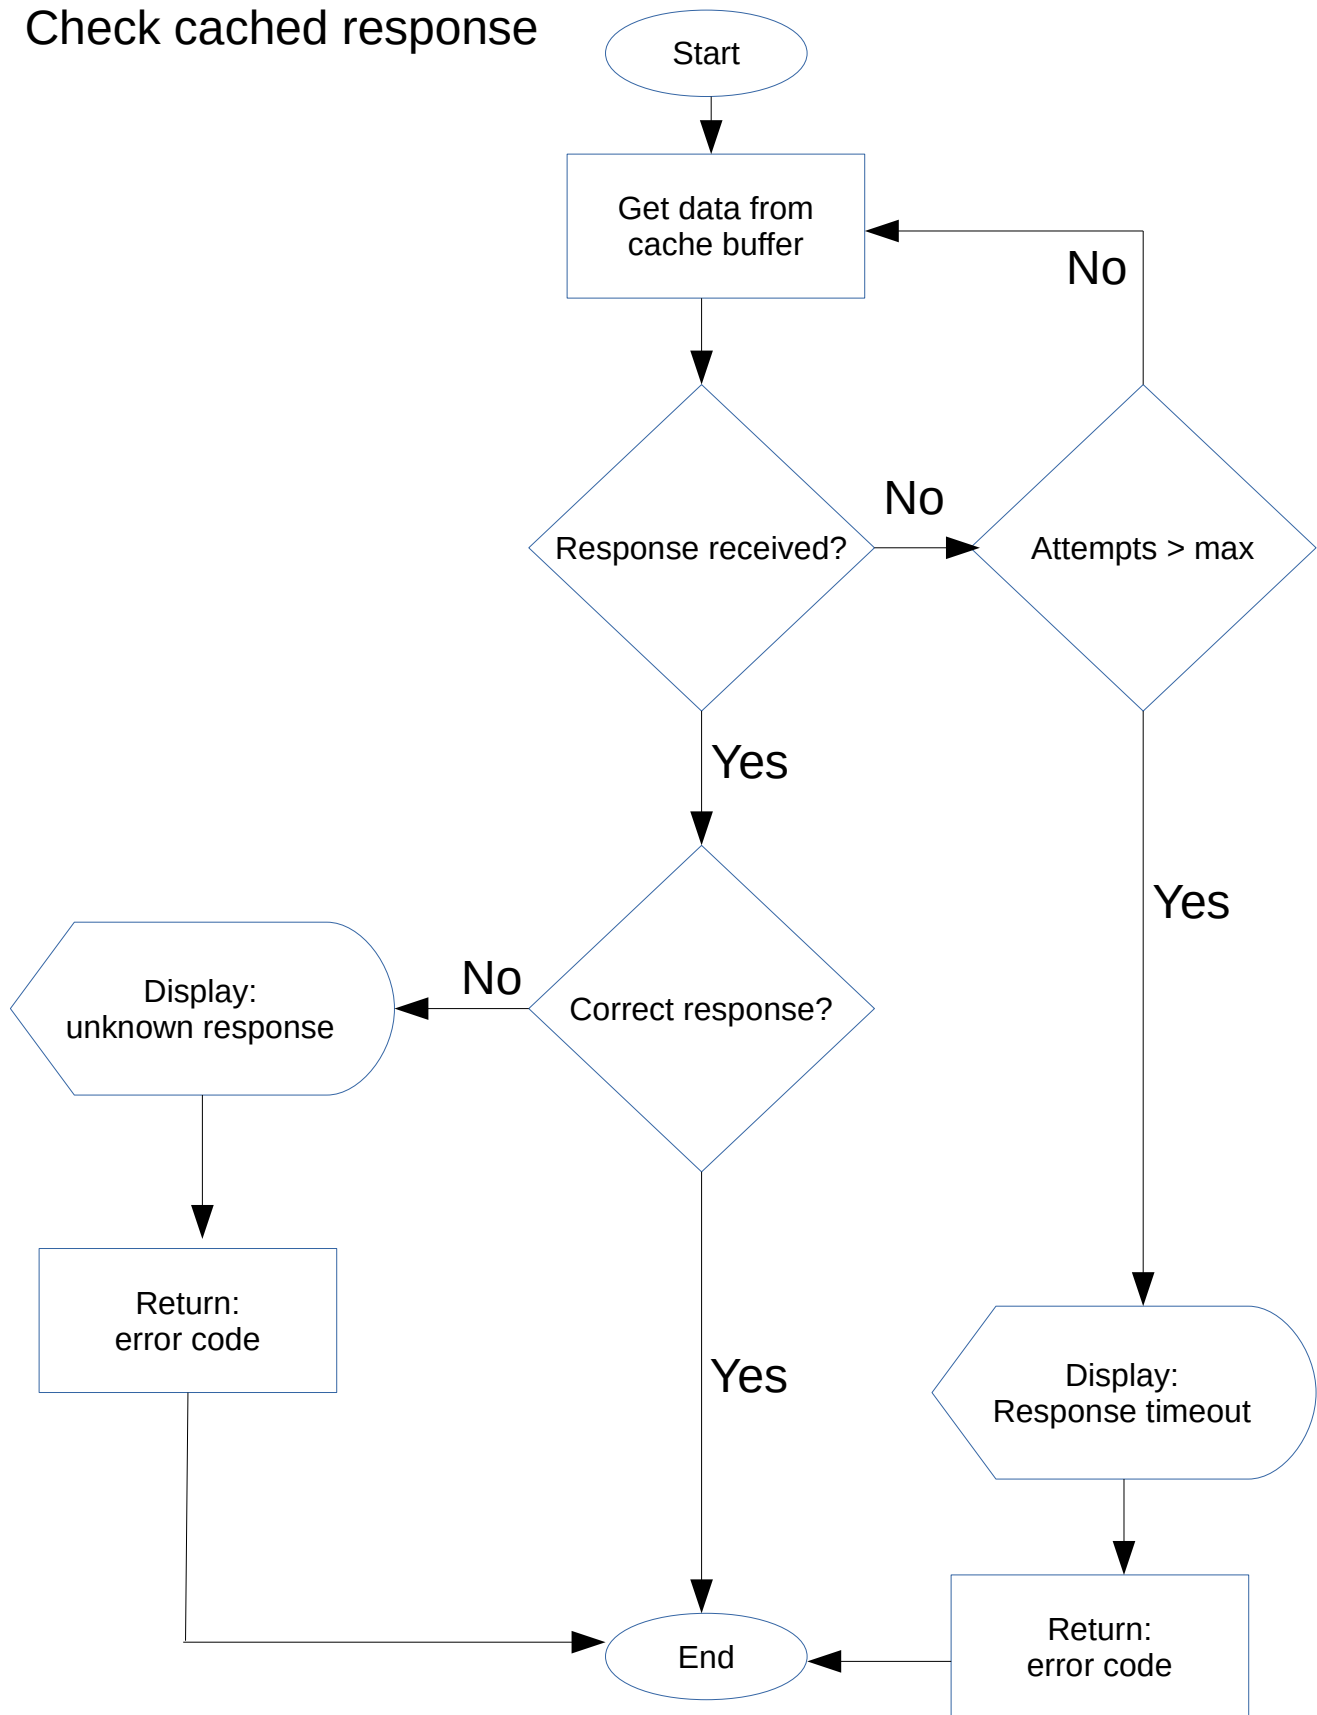 Check cached response
Start
Get data from
cache buffer
No
No
Response received?
Attempts > max
Yes
Yes
No
Display:
unknown response
Correct response?
Return:
error code
Yes
Display:
Response timeout
Return:
error code
End